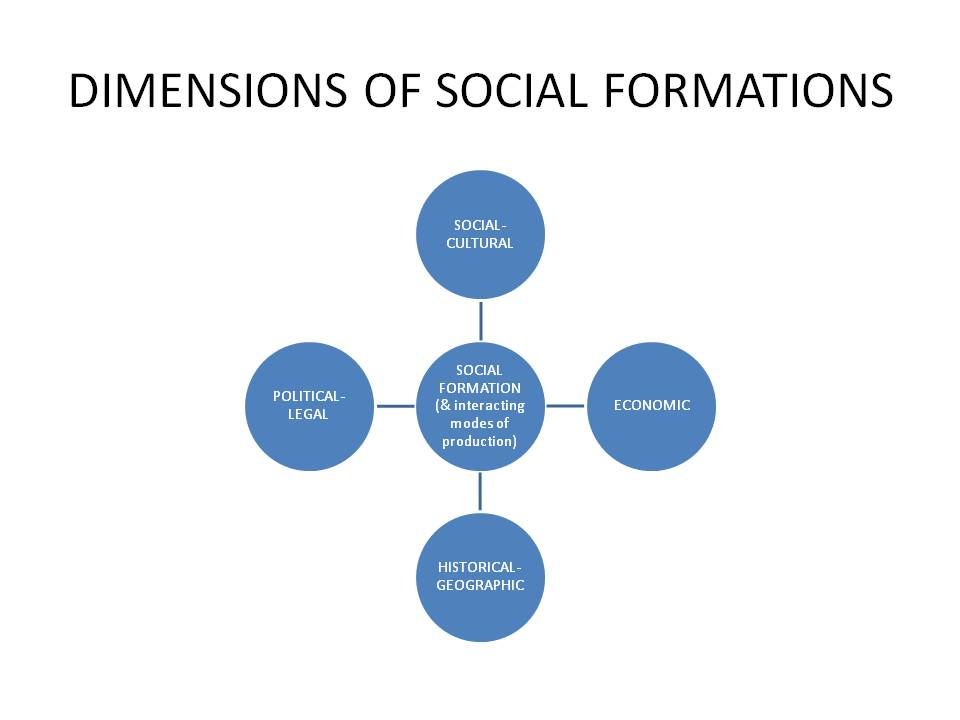 DIMENSIONS OF SOCIAL FORMATIONS
SOCIAL-
CULTURAL
POLITICAL-
LEGAL
SOCIAL
FORMATION
(& interacting
modes of
production)
ECONOMIC
HISTORICAL-
GEOGRAPHIC